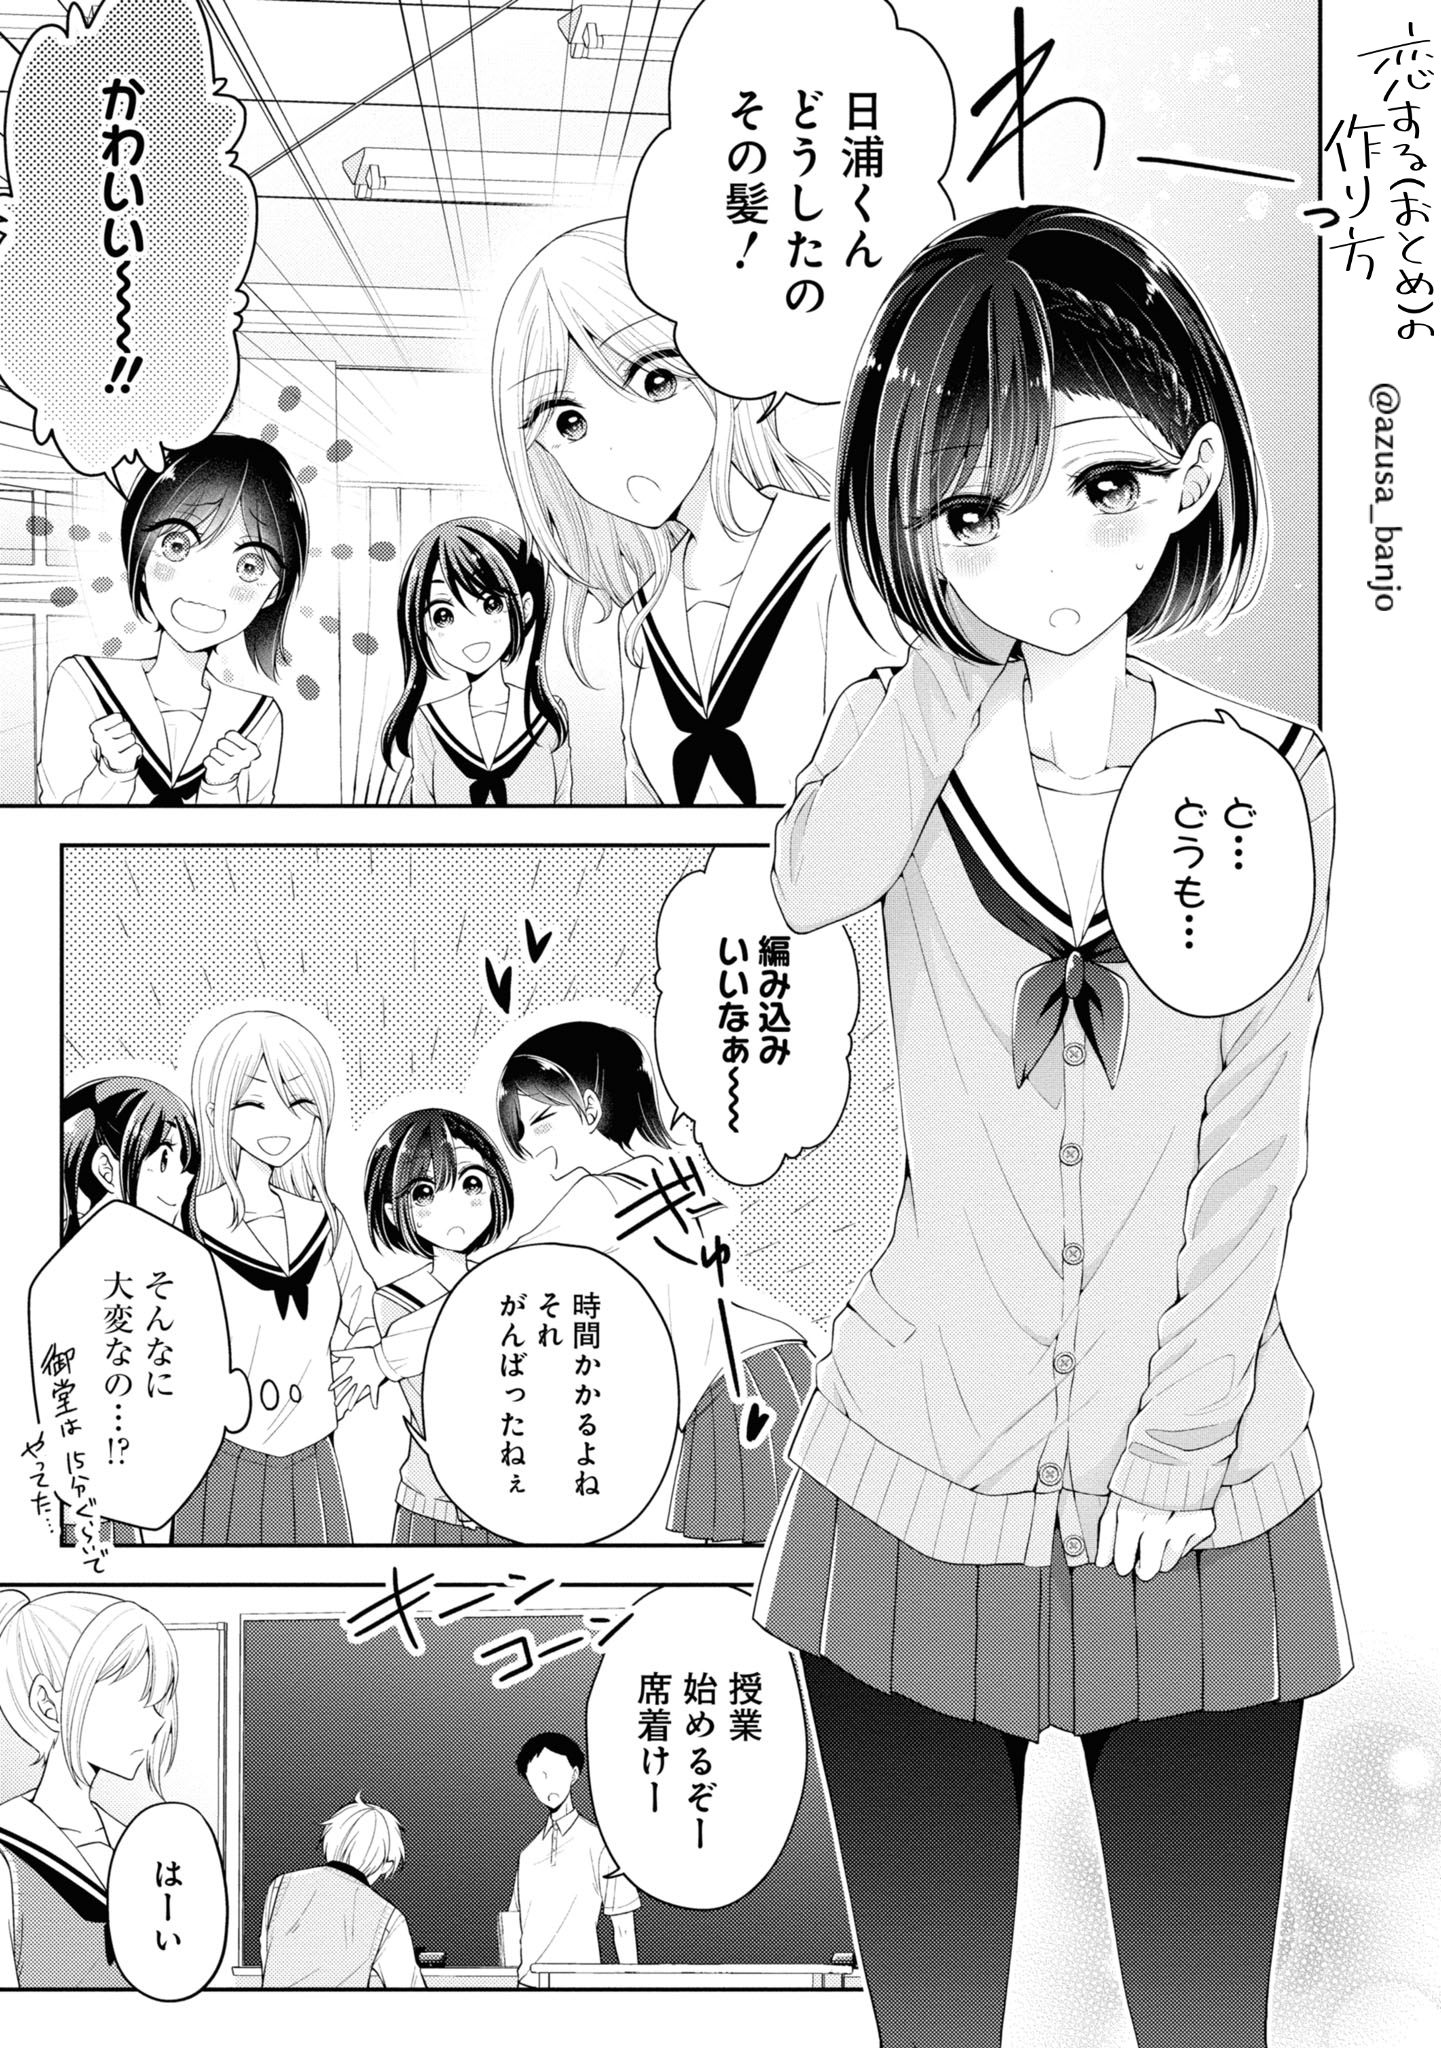 恋する(おとめ)の
作り方
@azusa_banjo
わーっ
日浦くん
どうしたの
その髪!
かわいい〜〜〜!!
ど…
どうも…
編み込み
いいなぁ〜〜〜
ぎゅーーー
時間かかるよね
それ
がんばったねぇ
そんなに
大変なの…!?
御堂は15分ぐらいで
やってた…
キーン
コーン
授業
始めるぞー
席着けー
はーい